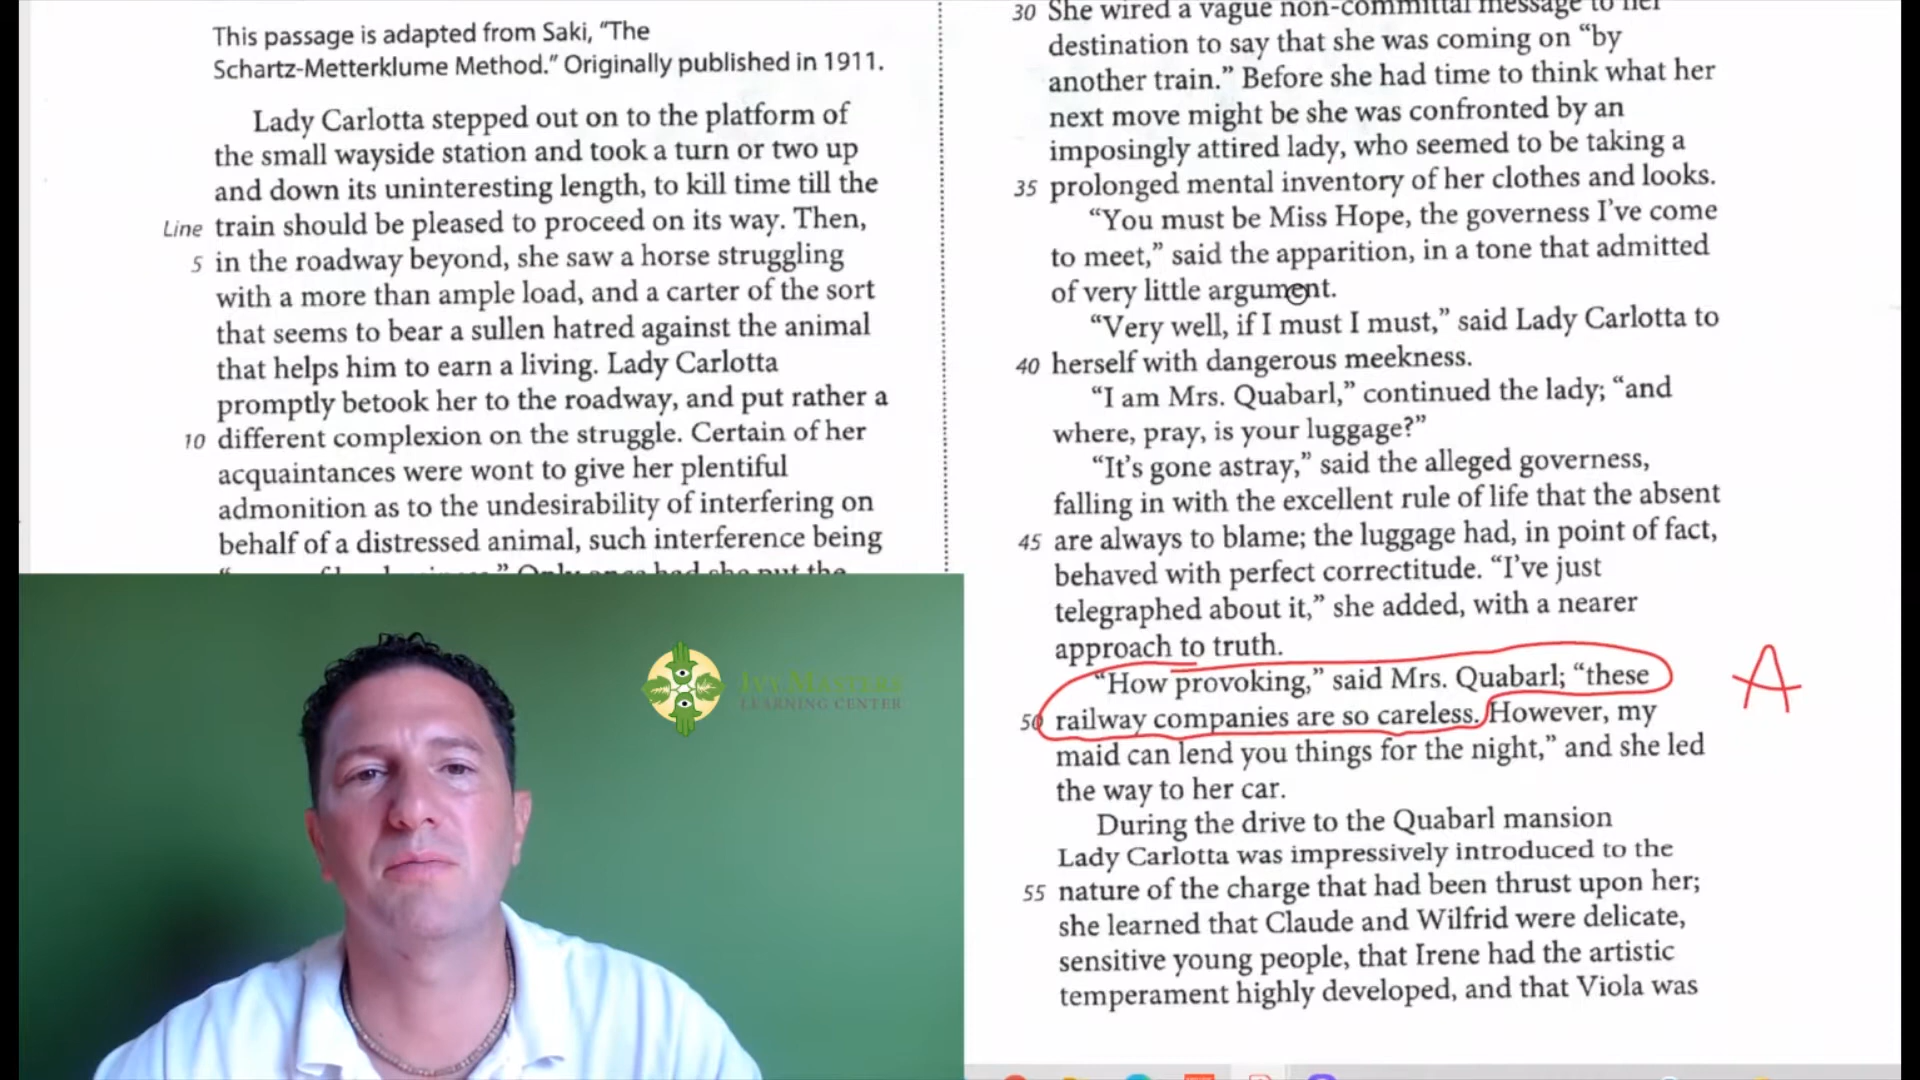 This passage is adapted from Saki, “The
Schartz-Metterklume Method.” Originally published in 1911.
Lady Carlotta stepped out on to the platform of
the small wayside station and took a turn or two up
and down its uninteresting length, to kill time till the
Line train should be pleased to proceed on its way. Then,
5 in the roadway beyond, she saw a horse struggling
with a more than ample load, and a carter of the sort
that seems to bear a sullen hatred against the animal
that helps him to earn a living. Lady Carlotta
promptly betook her to the roadway, and put rather a
10 different complexion on the struggle. Certain of her
acquaintances were wont to give her plentiful
admonition as to the undesirability of interfering on
behalf of a distressed animal, such interference being
Only once had she put the
30 She wired a vague non-committal message to her
destination to say that she was coming on “by
another train.” Before she had time to think what her
next move might be she was confronted by an
imposingly attired lady, who seemed to be taking a
35 prolonged mental inventory of her clothes and looks.
“You must be Miss Hope, the governess I’ve come
to meet,” said the apparition, in a tone that admitted
of very little argument.
“Very well, if I must I must,” said Lady Carlotta to
40 herself with dangerous meekness.
“I am Mrs. Quabarl,” continued the lady; “and
where, pray, is your luggage?”
“It’s gone astray,” said the alleged governess,
falling in with the excellent rule of life that the absent
45 are always to blame; the luggage had, in point of fact,
behaved with perfect correctitude. “I’ve just
telegraphed about it,” she added, with a nearer
approach to truth.
“How provoking,” said Mrs. Quabarl; “these
50 railway companies are so careless. However, my
maid can lend you things for the night,” and she led
the way to her car.
During the drive to the Quabarl mansion
Lady Carlotta was impressively introduced to the
55 nature of the charge that had been thrust upon her;
she learned that Claude and Wilfrid were delicate,
sensitive young people, that Irene had the artistic
temperament highly developed, and that Viola was
A
Ivy Matters
Learning Center